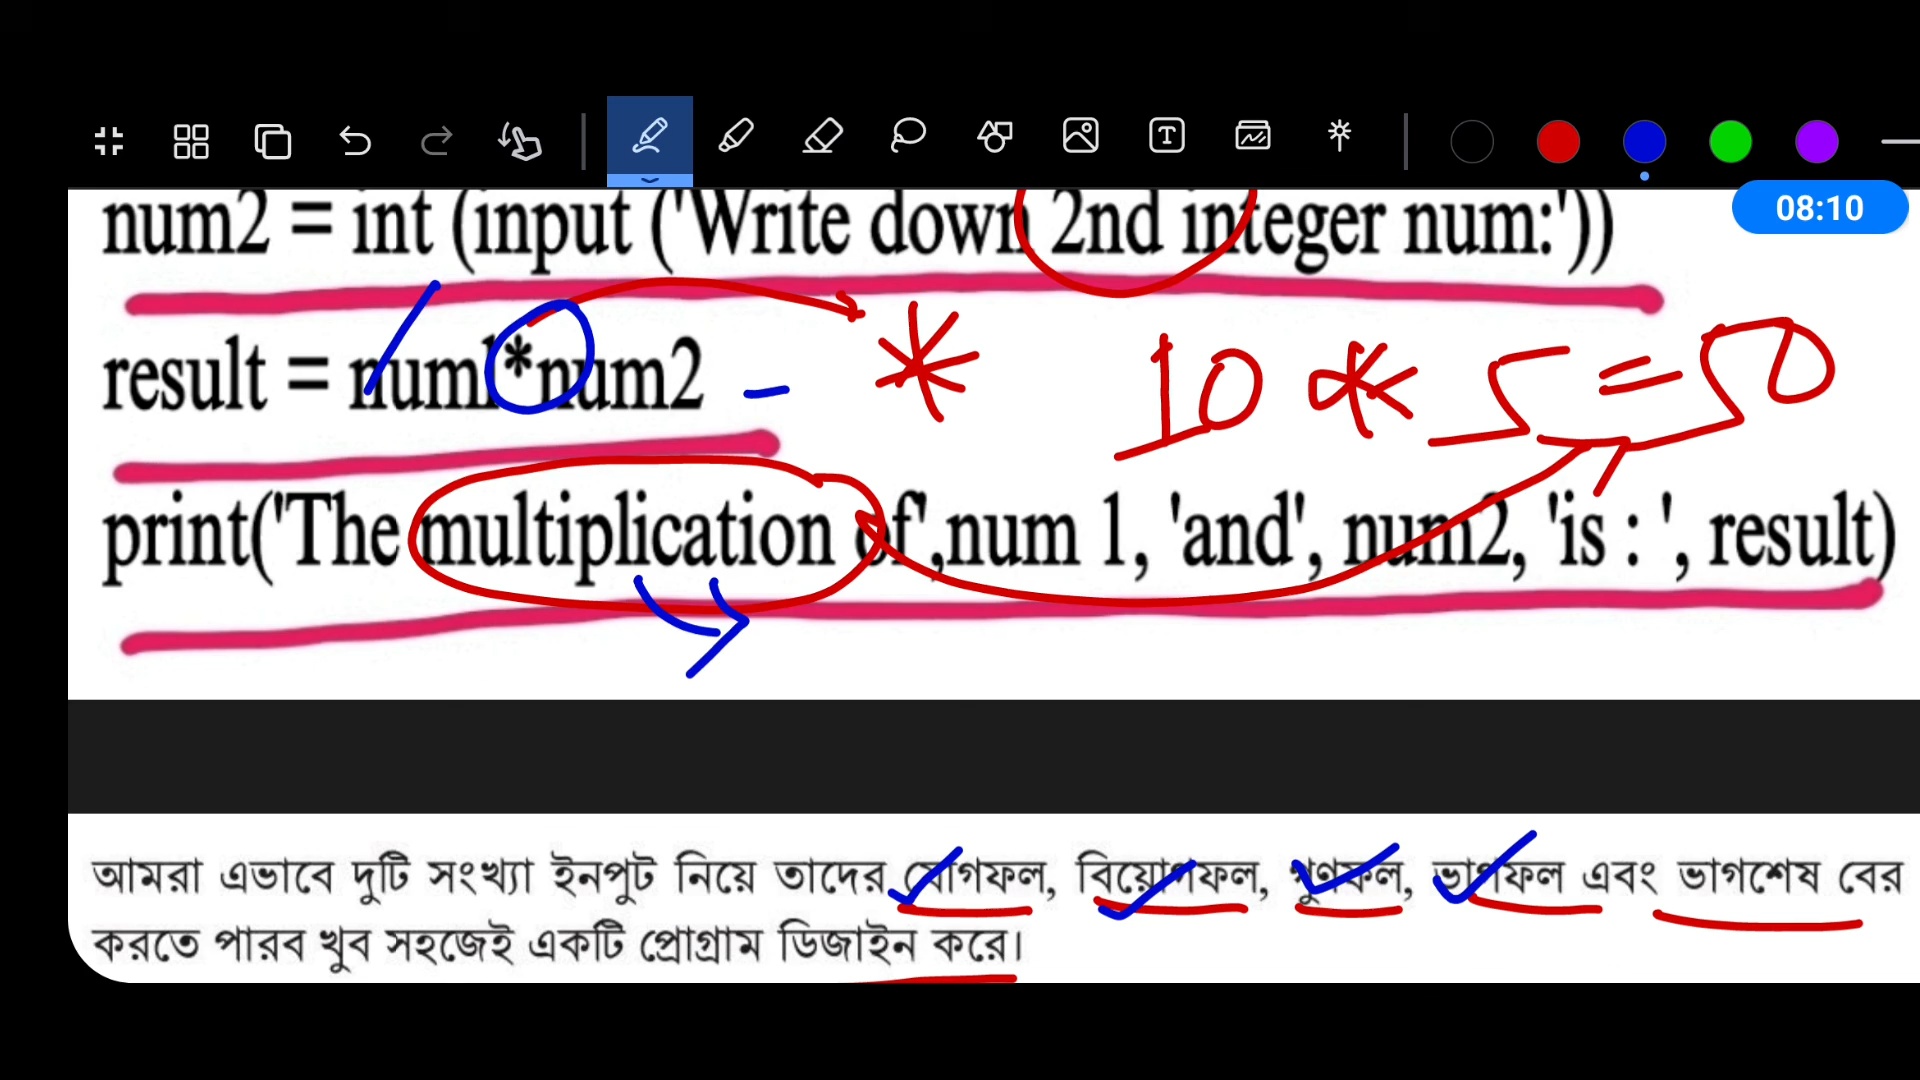 08:10
num2 = int (input ('Write down 2nd integer num:'))
result = num1*num2 -
* 10 * 5 = 50
print('The multiplication of',num 1, 'and', num2, 'is : ', result)
আমরা এভাবে দুটি সংখ্যা ইনপুট নিয়ে তাদের যোগফল, বিয়োগফল, গুণফল, ভাগফল এবং ভাগশেষ বের
করতে পারব খুব সহজেই একটি প্রোগ্রাম ডিজাইন করে।